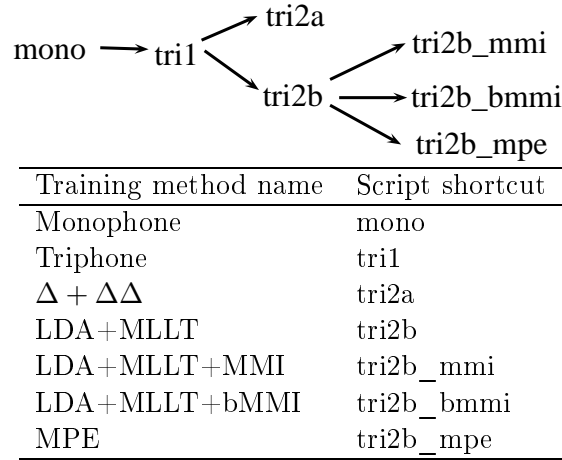 tri2a
mono tri1 tri2b_mmi
tri2b tri2b_bmmi
tri2b_mpe
Training method name Script shortcut
Monophone mono
Triphone tri1
Δ + ΔΔ tri2a
LDA+MLLT tri2b
LDA+MLLT+MMI tri2b_mmi
LDA+MLLT+bMMI tri2b_bmmi
MPE tri2b_mpe